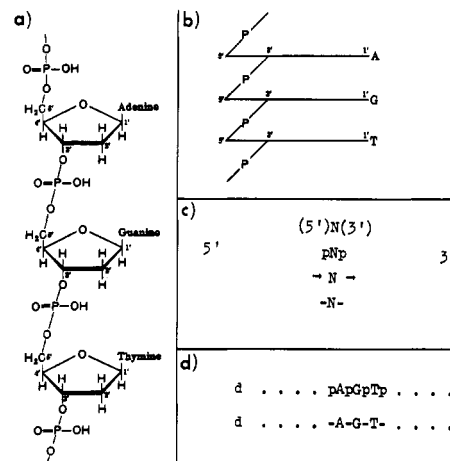 a)
O
O=P-OH
O
H₂C 5' O Adenine
4' H H 1'
H 3' 2' H
O H
O=P-OH
O
H₂C 5' O Guanine
4' H H 1'
H 3' 2' H
O H
O=P-OH
O
H₂C 5' O Thymine
4' H H 1'
H 3' 2' H
O H
O=P-OH
O
b)
P
5' 3' 1' A
P
5' 3' 1' G
P
5' 3' 1' T
P
c)
(5')N(3')
5' pNp 3
→ N →
-N-
d)
d . . . . pApGpTp . . . .
d . . . . -A-G-T- . . . .